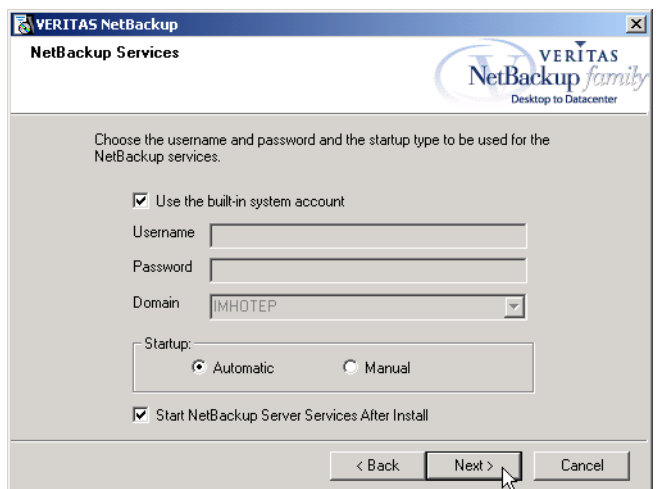 VERITAS NetBackup
NetBackup Services
VERITAS
NetBackup family
Desktop to Datacenter
Choose the username and password and the startup type to be used for the
NetBackup services.
Use the built-in system account
Username
Password
Domain
IMHOTEP
Startup:
Automatic
Manual
Start NetBackup Server Services After Install
< Back
Next >
Cancel